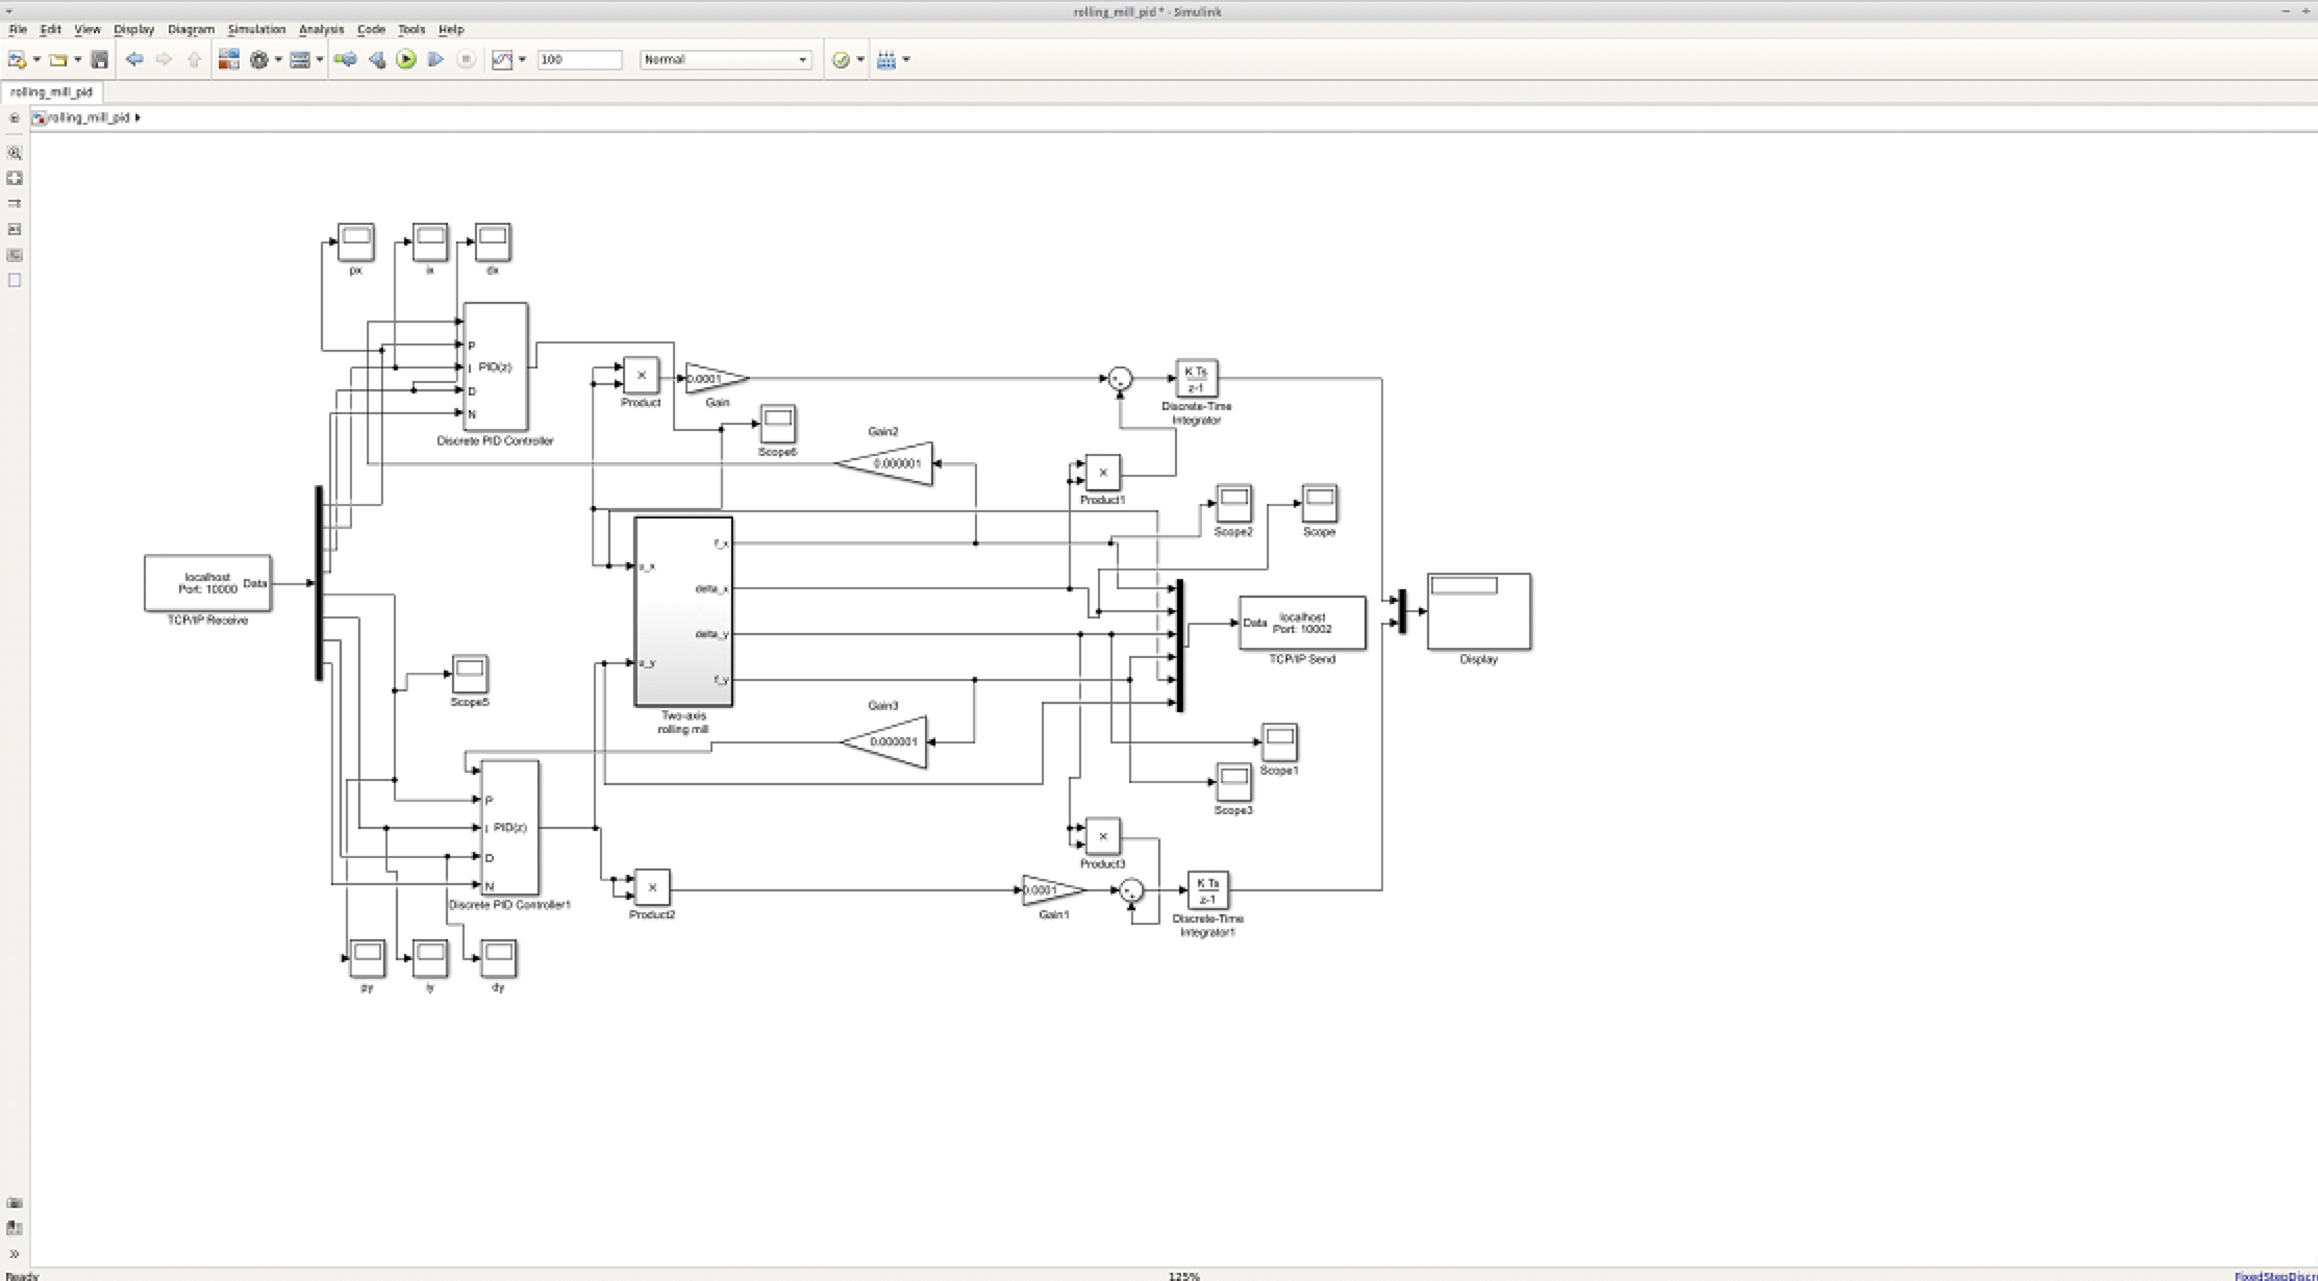 rolling_mill_pid * - Simulink
File Edit View Display Diagram Simulation Analysis Code Tools Help
100 Normal
rolling_mill_pid
rolling_mill_pid
px ix dx
P
I PID(z)
D
N
Discrete PID Controller
×
Product
0.0001
Gain
Scope6
Gain2
0.000001
K Ts
z-1
Discrete-Time
Integrator
×
Product1
Scope2 Scope
localhost
Port: 10000
Data
TCP/IP Receive
f_x
u_x
delta_x
delta_y
u_y
f_y
Two-axis
rolling mill
Data
localhost
Port: 10002
TCP/IP Send
Display
Scope5
Gain3
0.000001
Scope1
Scope3
P
I PID(z)
D
N
Discrete PID Controller1
×
Product2
×
Product3
0.0001
Gain1
K Ts
z-1
Discrete-Time
Integrator1
py iy dy
Ready 125% FixedStepDiscr